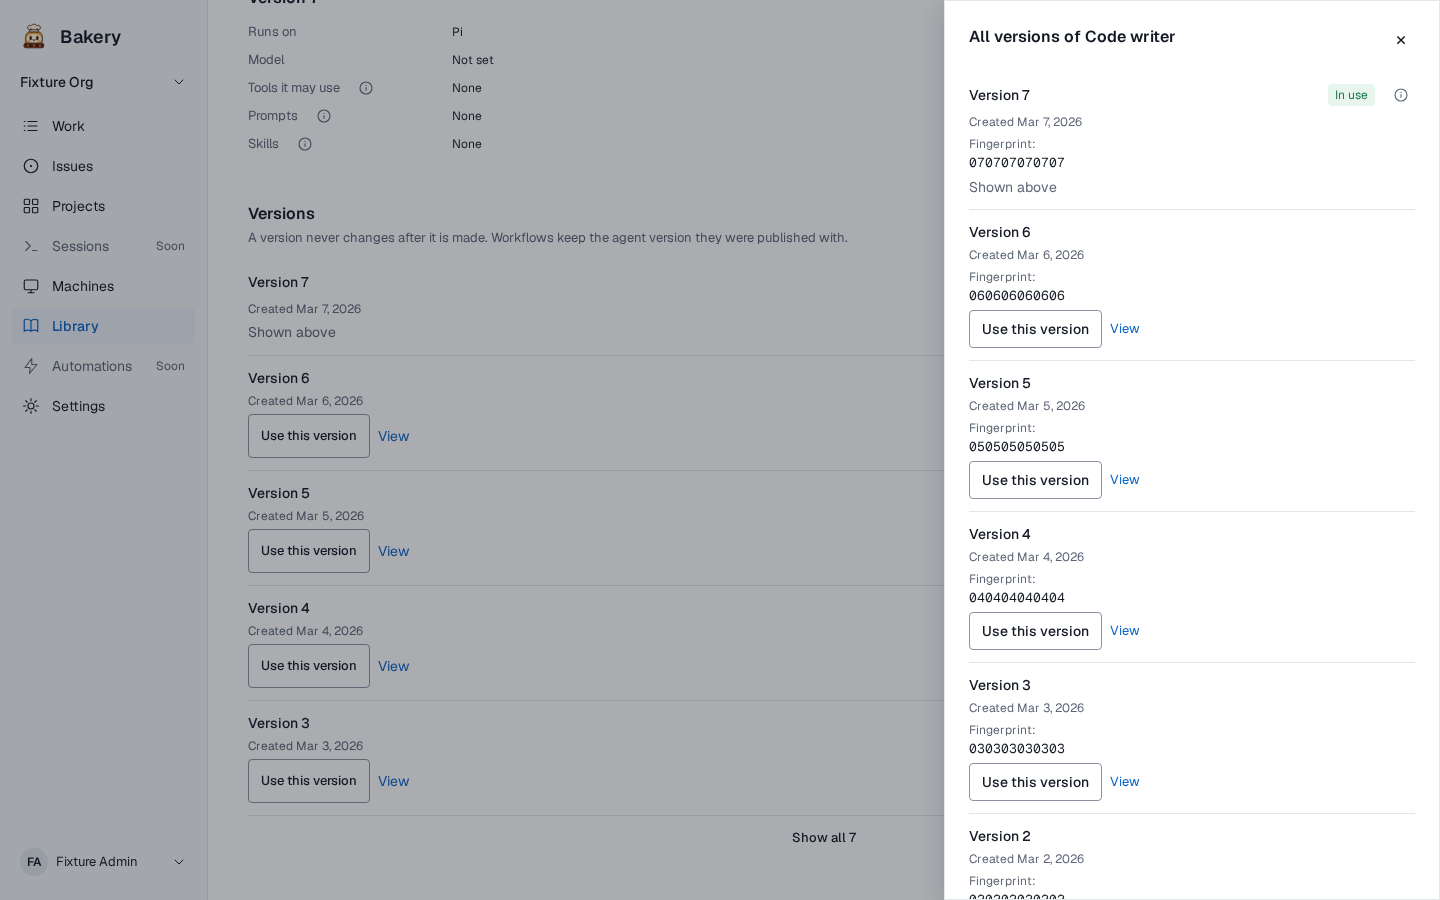 Bakery
Fixture Org
Work
Issues
Projects
Sessions Soon
Machines
Library
Automations Soon
Settings
FA Fixture Admin
Runs on Pi
Model Not set
Tools it may use None
Prompts None
Skills None
Versions
A version never changes after it is made. Workflows keep the agent version they were published with.
Version 7
Created Mar 7, 2026
Shown above
Version 6
Created Mar 6, 2026
Use this version View
Version 5
Created Mar 5, 2026
Use this version View
Version 4
Created Mar 4, 2026
Use this version View
Version 3
Created Mar 3, 2026
Use this version View
Show all 7
All versions of Code writer
Version 7 In use
Created Mar 7, 2026
Fingerprint:
070707070707
Shown above
Version 6
Created Mar 6, 2026
Fingerprint:
060606060606
Use this version View
Version 5
Created Mar 5, 2026
Fingerprint:
050505050505
Use this version View
Version 4
Created Mar 4, 2026
Fingerprint:
040404040404
Use this version View
Version 3
Created Mar 3, 2026
Fingerprint:
030303030303
Use this version View
Version 2
Created Mar 2, 2026
Fingerprint: